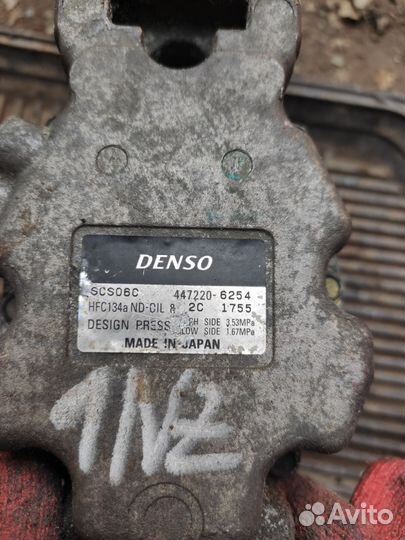 DENSO
SCS06C 447220-6254
HFC134a ND-OIL 8 2C 1755
DESIGN PRESS HIGH SIDE 3.53MPa
LOW SIDE 1.67MPa
MADE IN JAPAN
1NZ
Avito